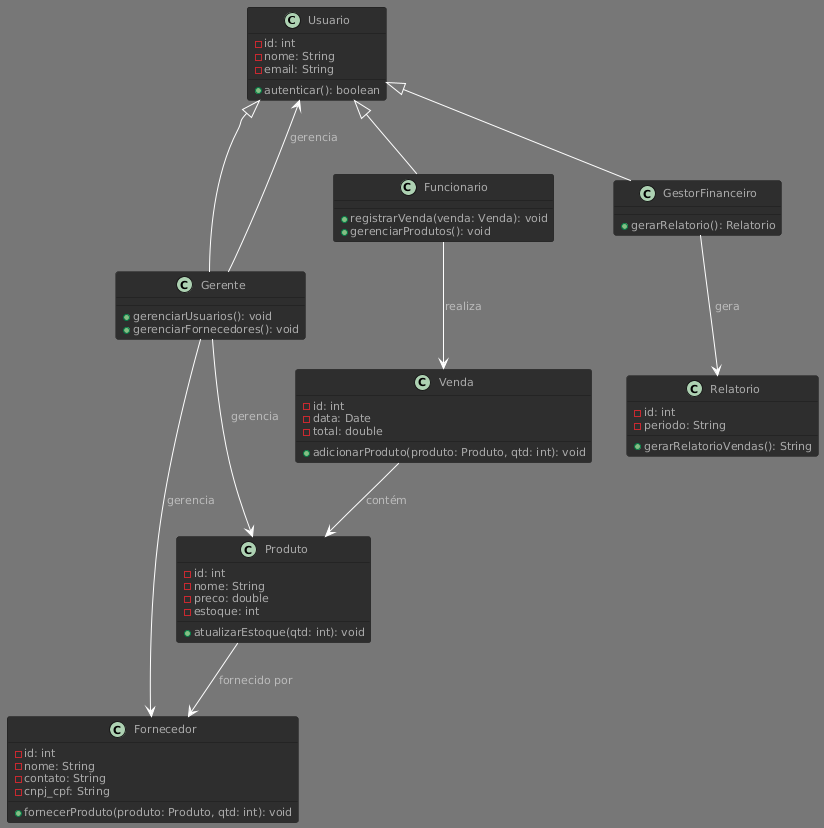 C Usuario
id: int
nome: String
email: String
autenticar(): boolean
gerencia
C Funcionario
registrarVenda(venda: Venda): void
gerenciarProdutos(): void
C GestorFinanceiro
gerarRelatorio(): Relatorio
C Gerente
gerenciarUsuarios(): void
gerenciarFornecedores(): void
realiza
gera
C Venda
id: int
data: Date
total: double
adicionarProduto(produto: Produto, qtd: int): void
C Relatorio
id: int
periodo: String
gerarRelatorioVendas(): String
gerencia
gerencia
contém
C Produto
id: int
nome: String
preco: double
estoque: int
atualizarEstoque(qtd: int): void
fornecido por
C Fornecedor
id: int
nome: String
contato: String
cnpj_cpf: String
fornecerProduto(produto: Produto, qtd: int): void